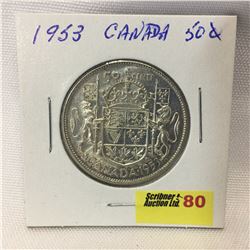 1953 CANADA 50¢
50 CENTS
CANADA 1953
Scribner
Auction Ltd. 80